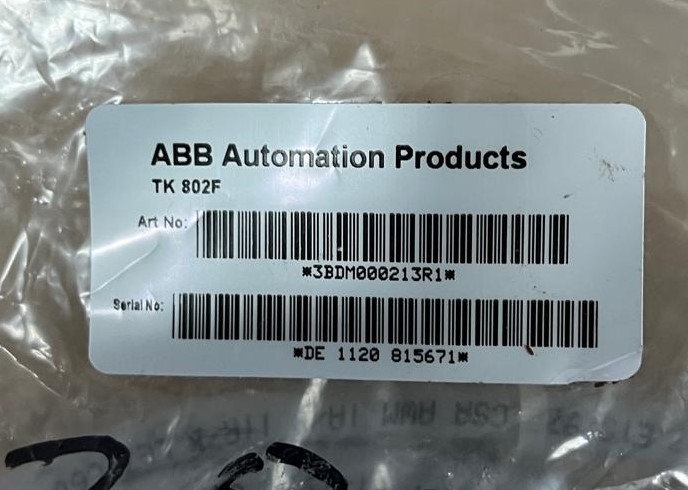 ABB Automation Products
TK 802F
Art No:
*3BDM000213R1*
Serial No:
*DE 1120 815671*